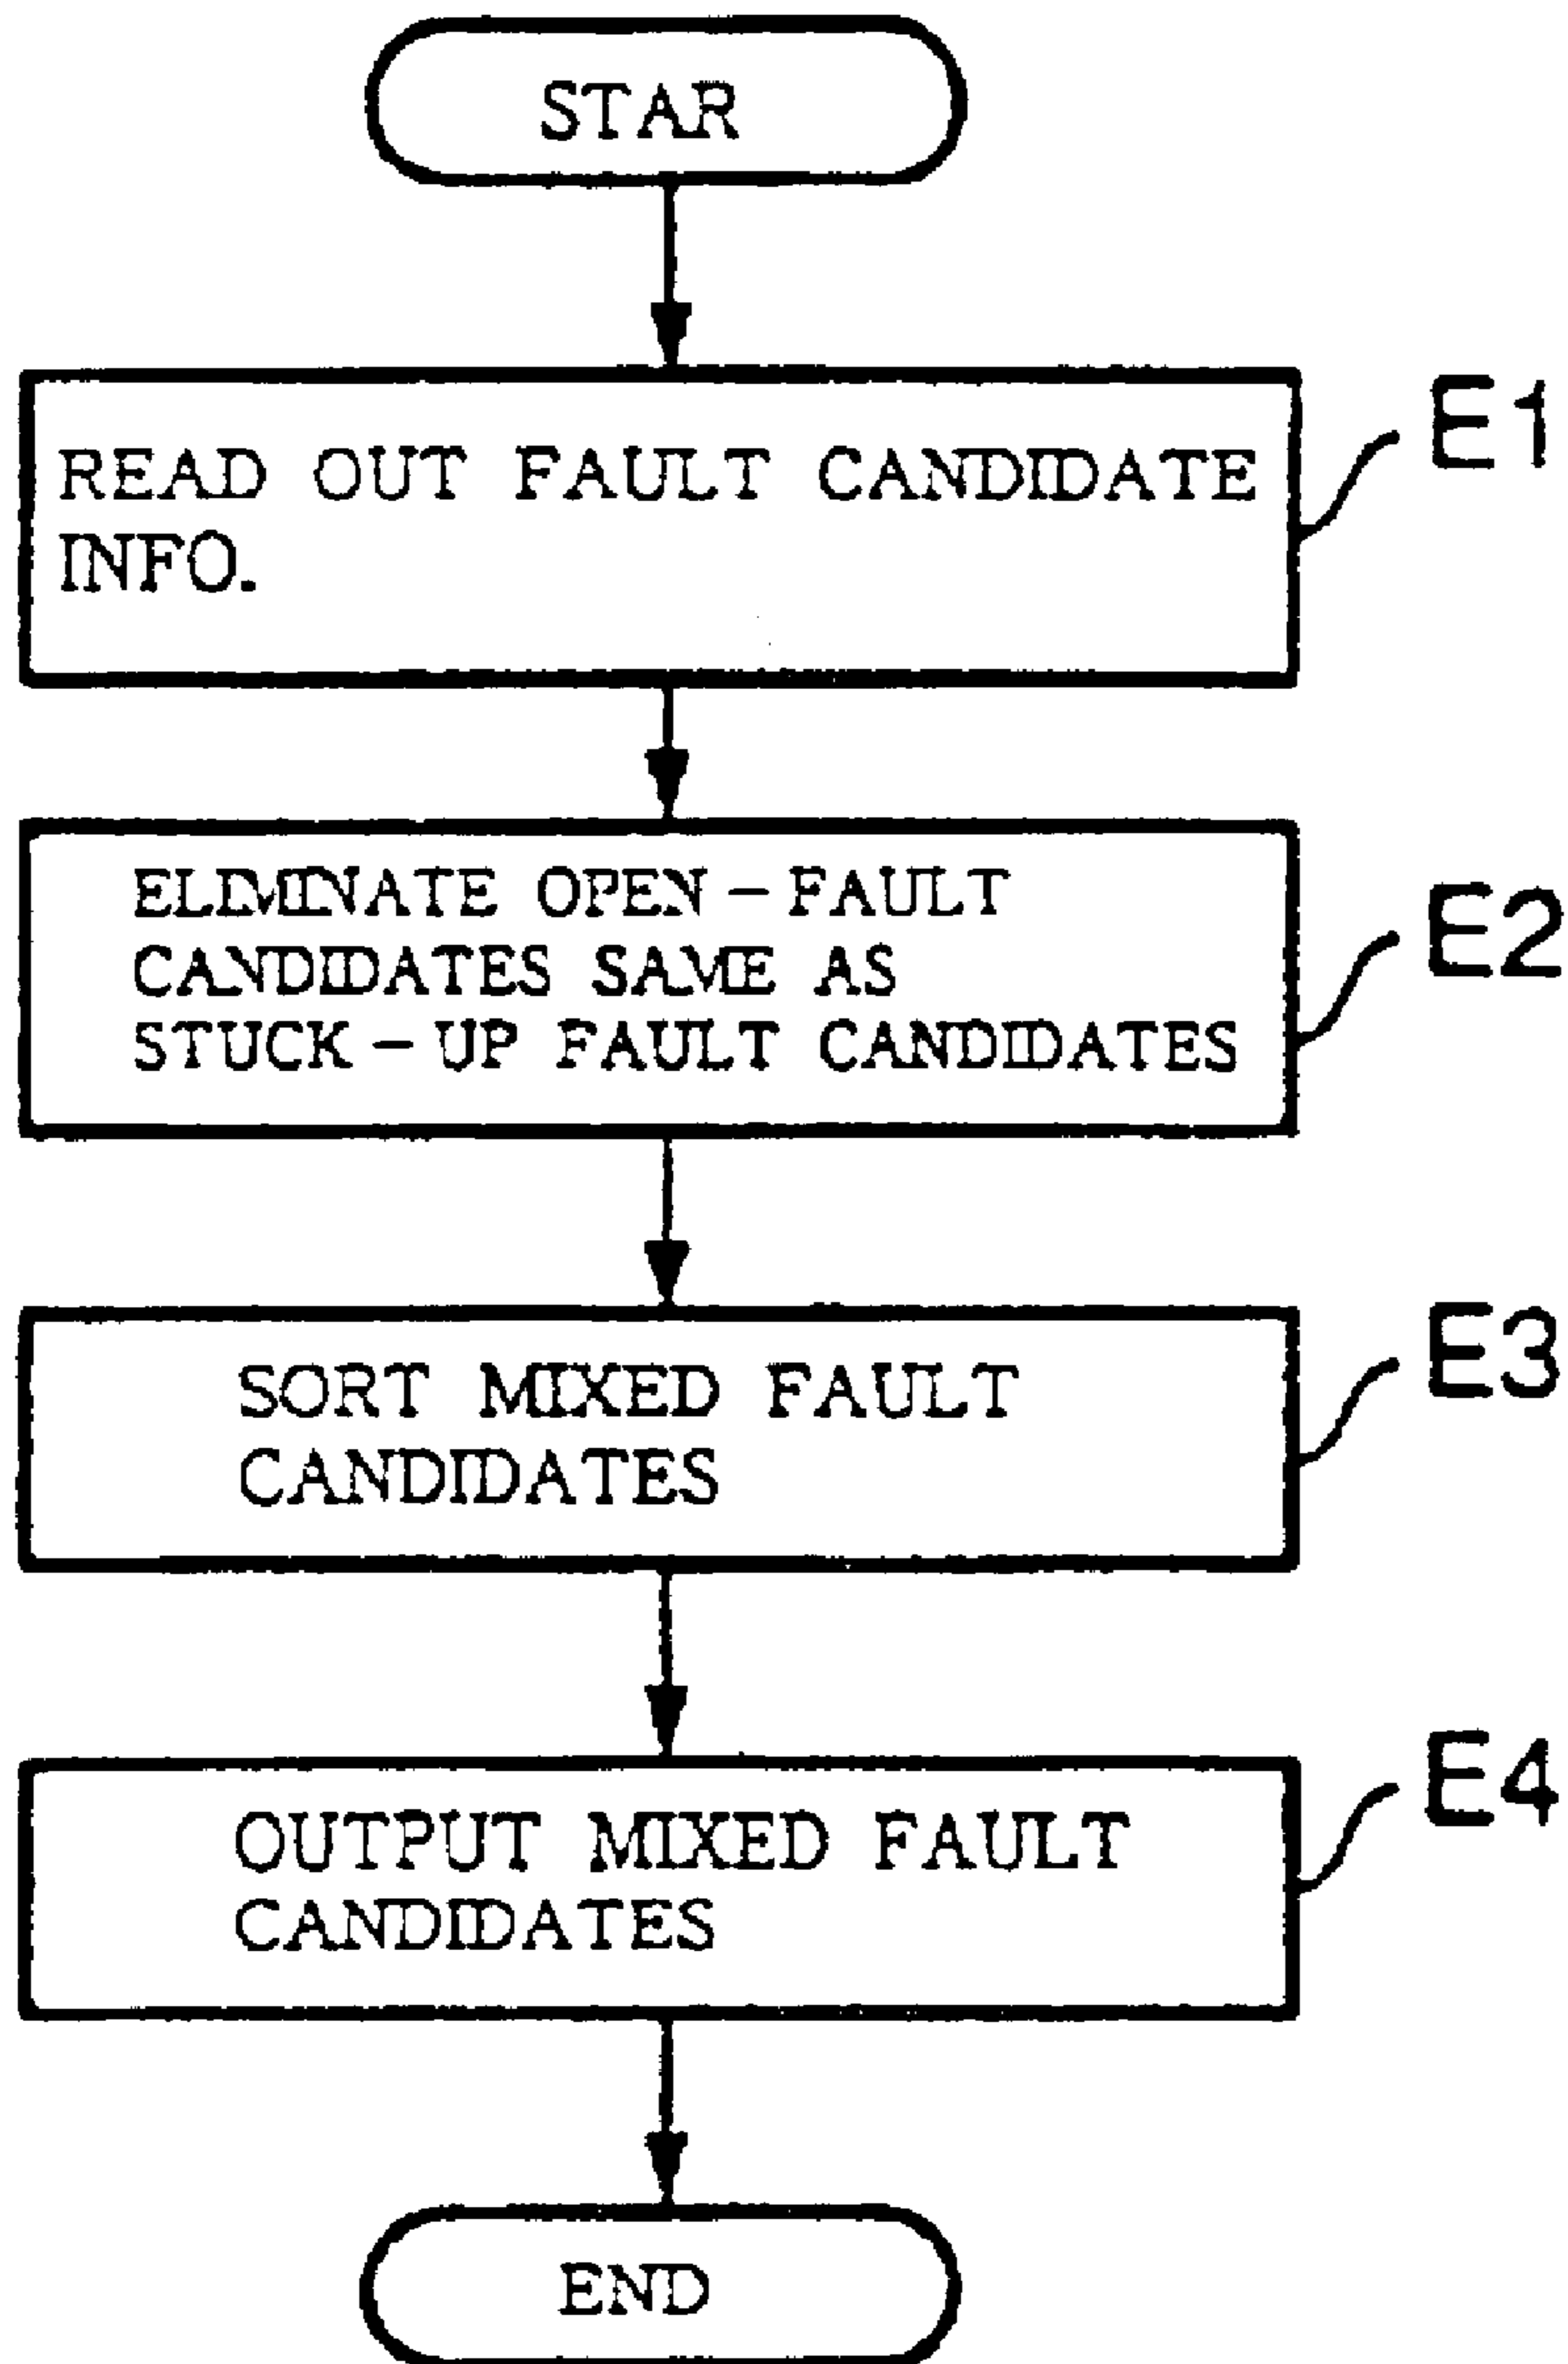 STAR
READ OUT FAULT CANDIDATE
INFO.
E1
ELIMINATE OPEN-FAULT
CANDIDATES SAME AS
STUCK-UP FAULT CANDIDATES
E2
SORT MIXED FAULT
CANDIDATES
E3
OUTPUT MIXED FAULT
CANDIDATES
E4
END